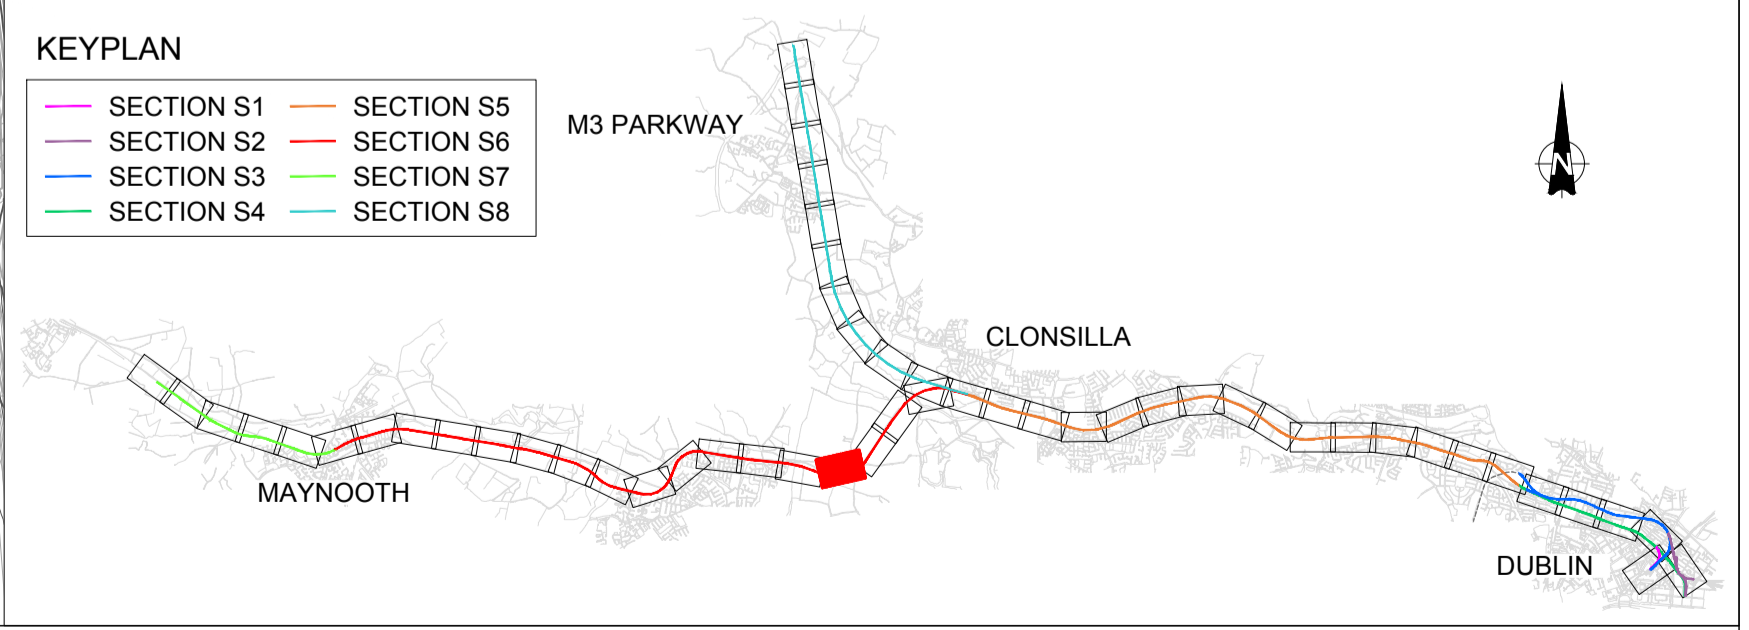 KEYPLAN
SECTION S1 SECTION S5
SECTION S2 SECTION S6
SECTION S3 SECTION S7
SECTION S4 SECTION S8
M3 PARKWAY
N
CLONSILLA
MAYNOOTH
DUBLIN